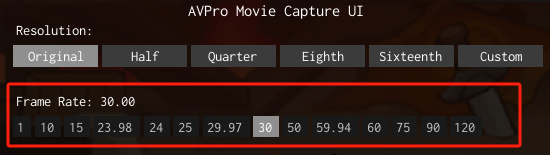 AVPro Movie Capture UI
Resolution:
Original Half Quarter Eighth Sixteenth Custom
Frame Rate: 30.00
1 10 15 23.98 24 25 29.97 30 50 59.94 60 75 90 120